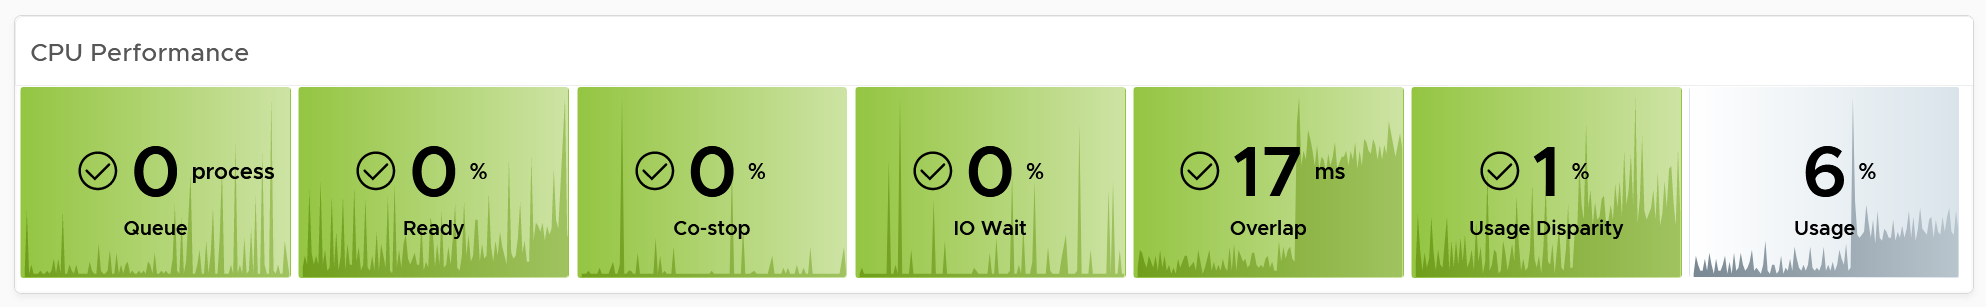 CPU Performance
0 process
Queue
0 %
Ready
0 %
Co-stop
0 %
IO Wait
17 ms
Overlap
1 %
Usage Disparity
6 %
Usage